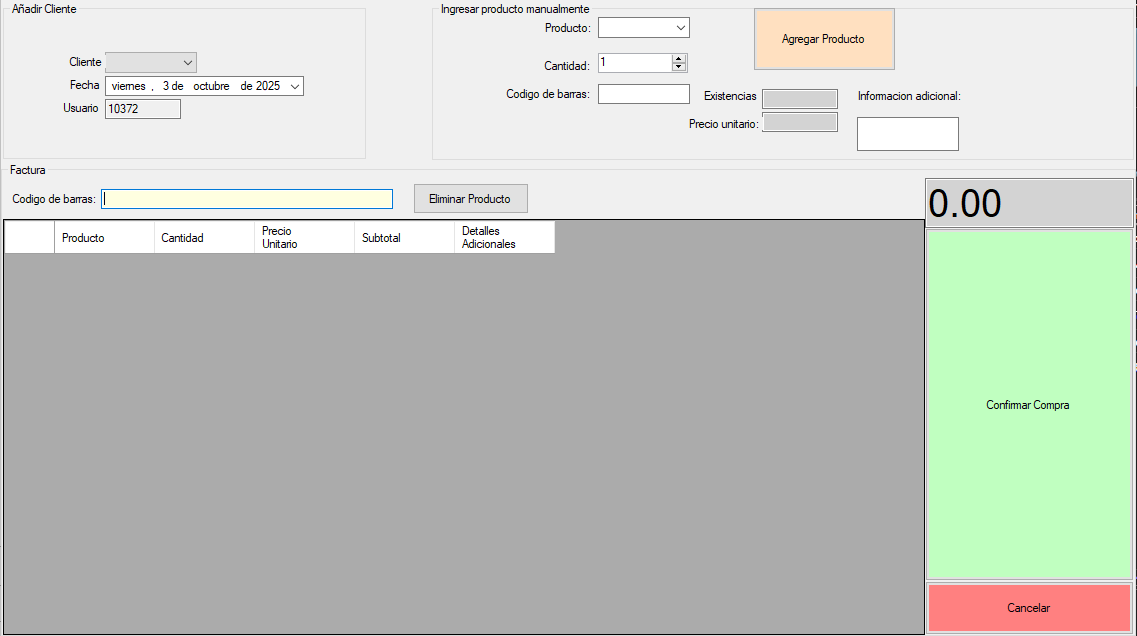 Añadir Cliente
Cliente
Fecha viernes , 3 de octubre de 2025
Usuario 10372
Ingresar producto manualmente
Producto:
Cantidad: 1
Codigo de barras:
Agregar Producto
Existencias
Precio unitario:
Informacion adicional:
Factura
Codigo de barras:
Eliminar Producto
0.00
Producto Cantidad Precio Unitario Subtotal Detalles Adicionales
Confirmar Compra
Cancelar